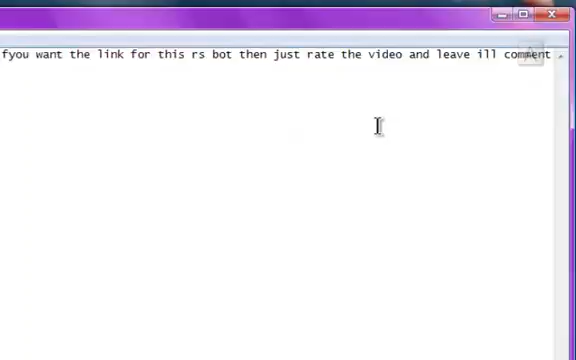 fyou want the link for this rs bot then just rate the video and leave ill comment